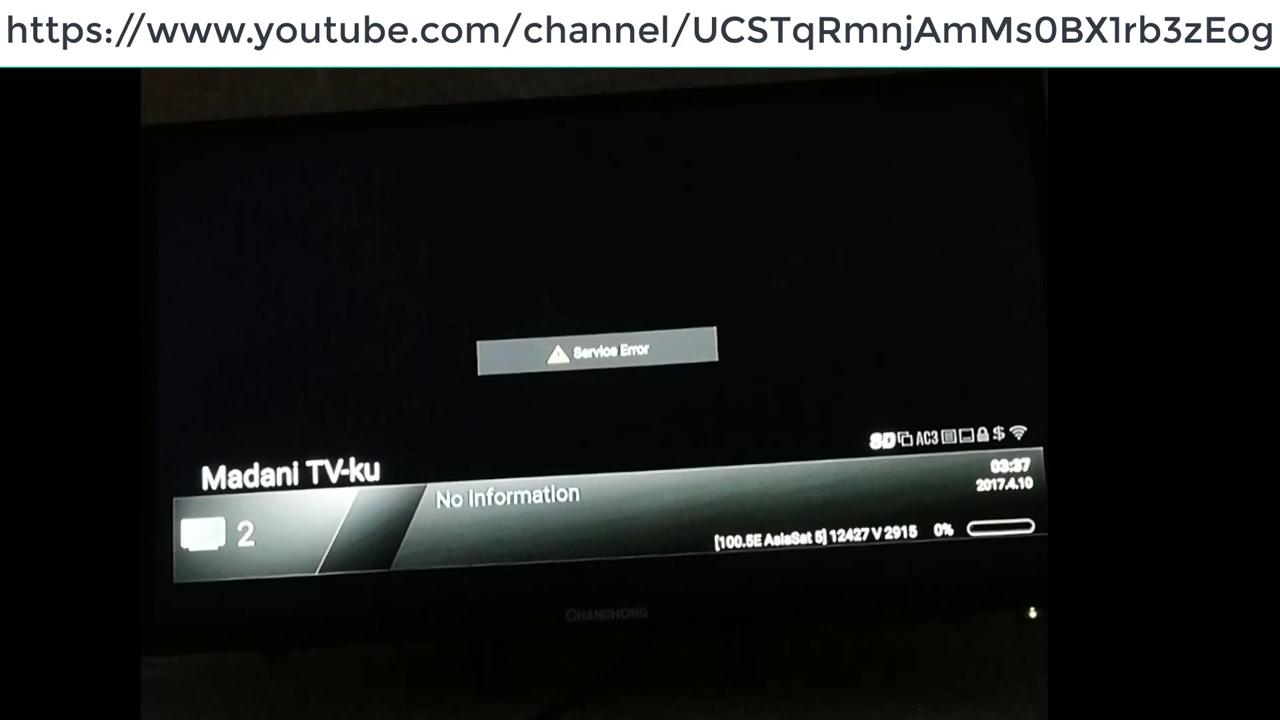 https://www.youtube.com/channel/UCSTqRmnjAmMs0BX1rb3zEog
Service Error
SD AC3 $
Madani TV-ku
03:37
No Information
2017.4.10
2
[100.5E AsiaSat 5] 12427 V 2915 0%
CHANGHONG